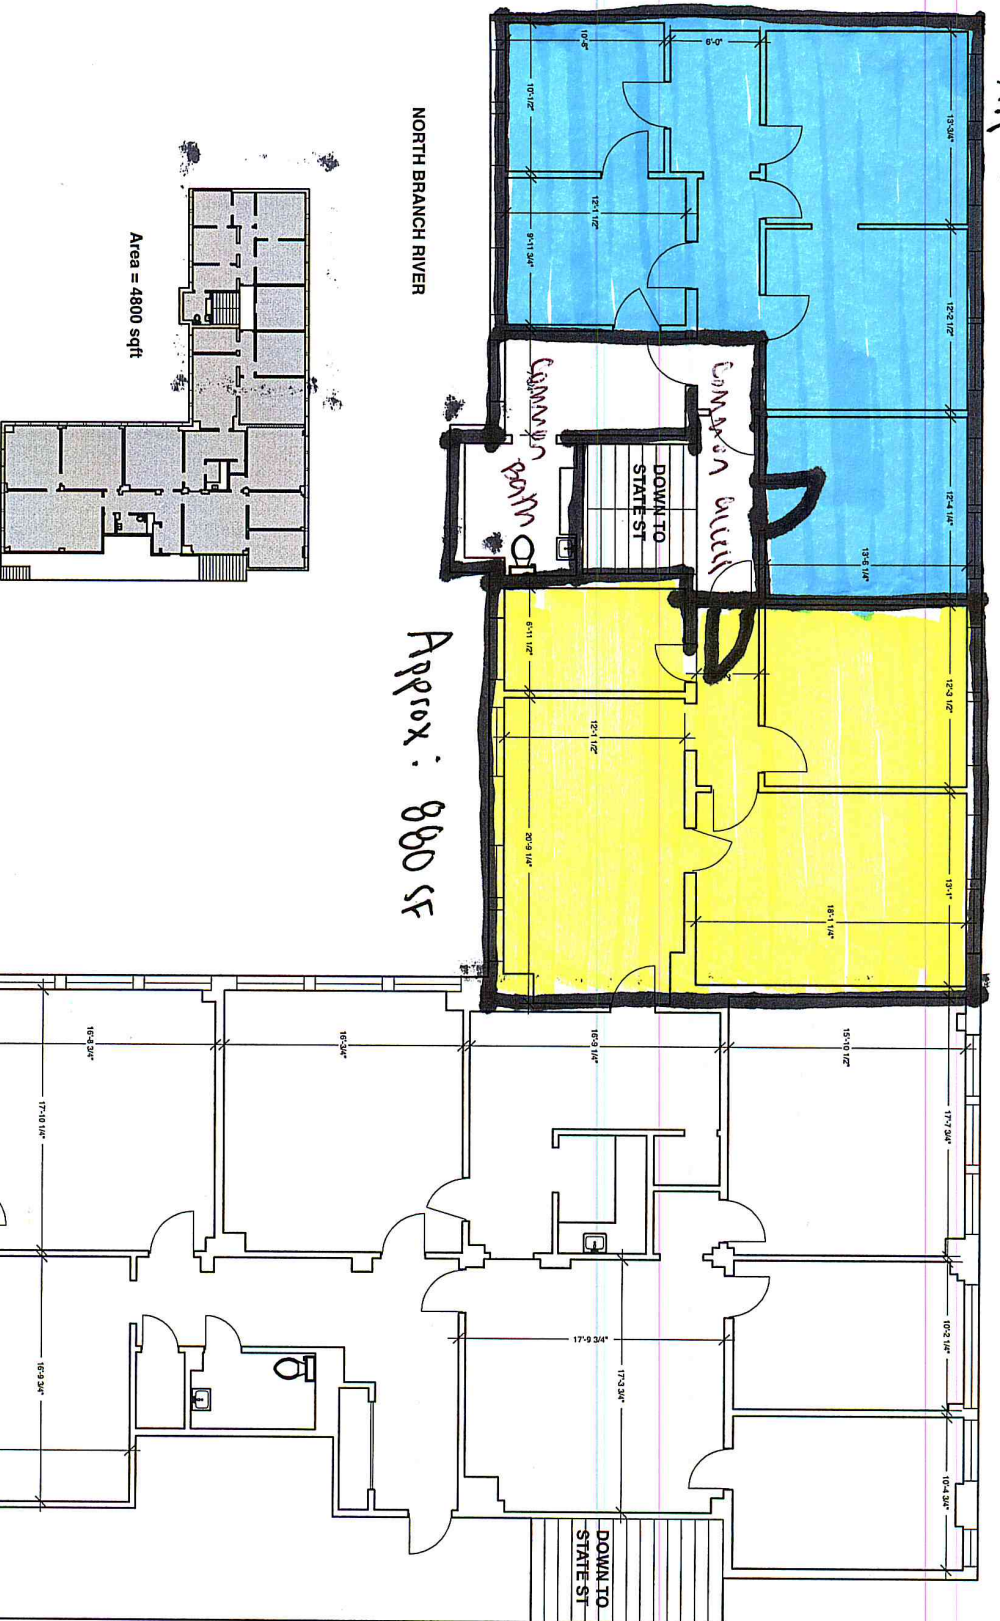 10'-8"
6'-0"
10'-1/2"
13'-3/4"
12'-1 1/2"
9'-11 3/4"
12'-2 1/2"
12'-4 1/4"
13'-6 1/4"
NORTH BRANCH RIVER
Area = 4800 sqft
Common
Bath
Common
DOWN TO
STATE ST
6'-11 1/2"
12'-3 1/2"
12'-1 1/2"
20'-9 1/4"
13'-1"
18'-1 1/4"
Approx: 880 SF
16'-8 3/4"
16'-3/4"
16'-9 1/4"
15'-10 1/2"
17'-10 1/4"
17'-7 3/4"
16'-9 3/4"
17'-9 3/4"
17'-3 3/4"
10'-2 1/4"
10'-4 3/4"
DOWN TO
STATE ST